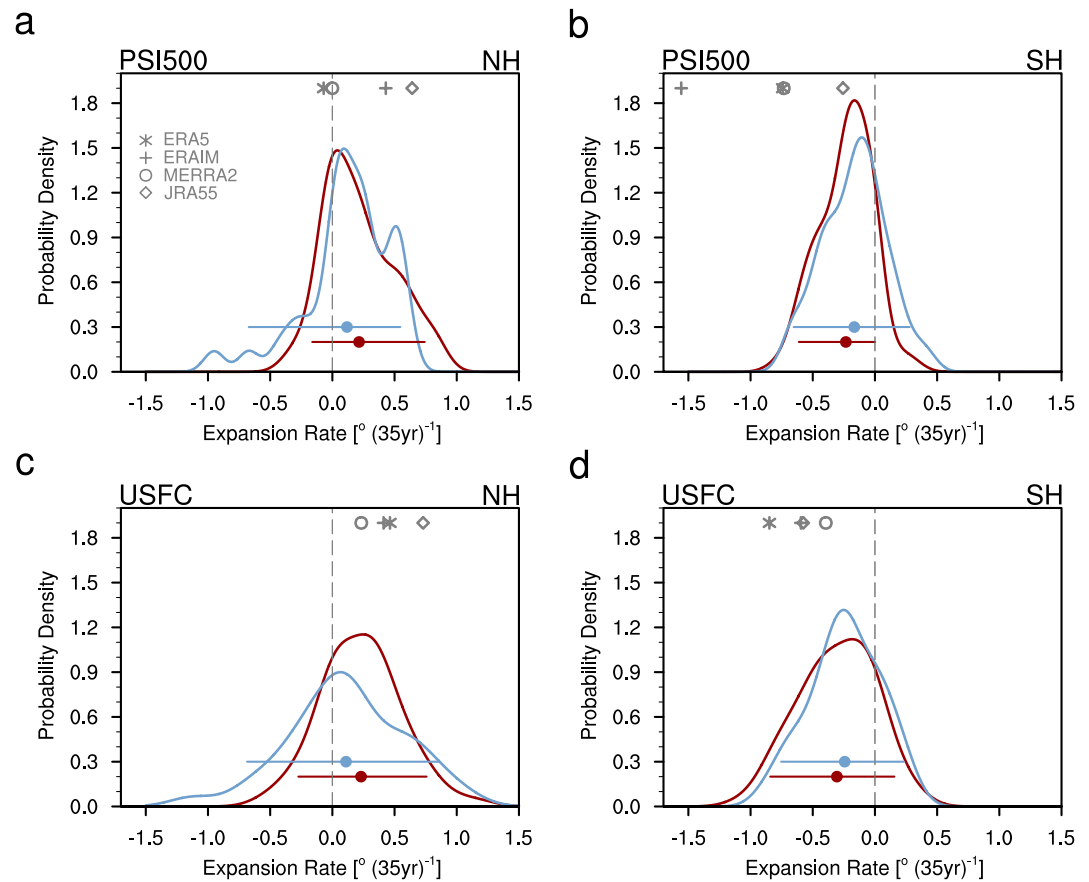 a
PSI500 NH
1.8
1.5
1.2
0.9
0.6
0.3
0.0
Probability Density
ERA5
ERAIM
MERRA2
JRA55
-1.5 -1.0 -0.5 0.0 0.5 1.0 1.5
Expansion Rate [° (35yr)⁻¹]
b
PSI500 SH
1.8
1.5
1.2
0.9
0.6
0.3
0.0
Probability Density
-1.5 -1.0 -0.5 0.0 0.5 1.0 1.5
Expansion Rate [° (35yr)⁻¹]
c
USFC NH
1.8
1.5
1.2
0.9
0.6
0.3
0.0
Probability Density
-1.5 -1.0 -0.5 0.0 0.5 1.0 1.5
Expansion Rate [° (35yr)⁻¹]
d
USFC SH
1.8
1.5
1.2
0.9
0.6
0.3
0.0
Probability Density
-1.5 -1.0 -0.5 0.0 0.5 1.0 1.5
Expansion Rate [° (35yr)⁻¹]